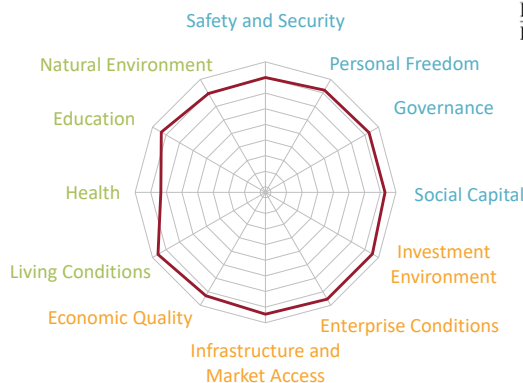 Safety and Security
Natural Environment
Personal Freedom
Education
Governance
Health
Social Capital
Investment
Environment
Living Conditions
Economic Quality
Enterprise Conditions
Infrastructure and
Market Access